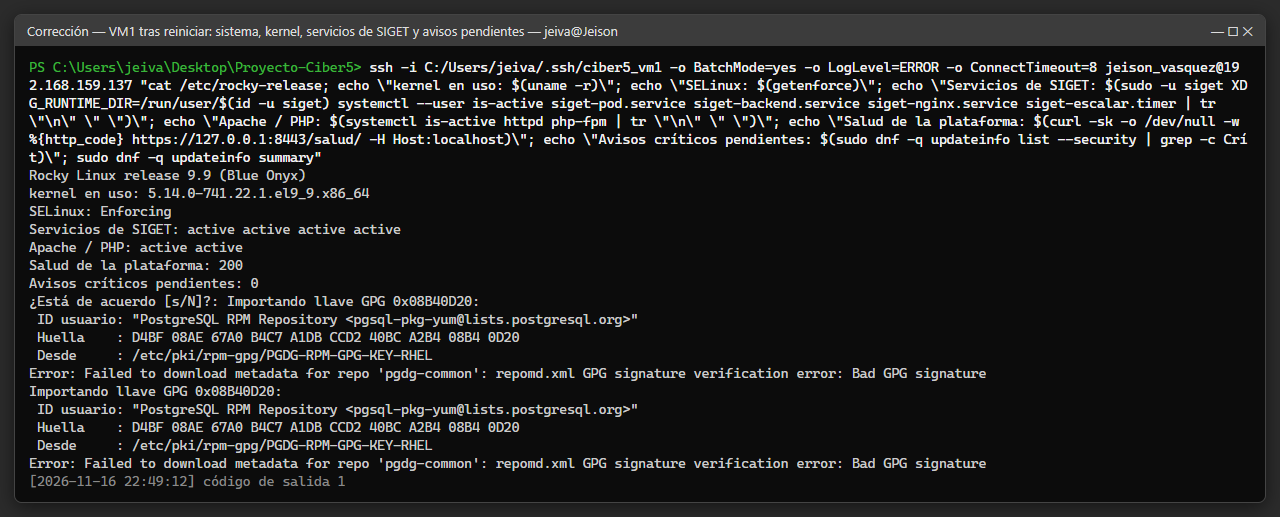 Corrección — VM1 tras reiniciar: sistema, kernel, servicios de SIGET y avisos pendientes — jeiva@Jeison
PS C:\Users\jeiva\Desktop\Proyecto-Ciber5> ssh -i C:/Users/jeiva/.ssh/ciber5_vm1 -o BatchMode=yes -o LogLevel=ERROR -o ConnectTimeout=8 jeison_vasquez@19
2.168.159.137 "cat /etc/rocky-release; echo \"kernel en uso: $(uname -r)\"; echo \"SELinux: $(getenforce)\"; echo \"Servicios de SIGET: $(sudo -u siget XD
G_RUNTIME_DIR=/run/user/$(id -u siget) systemctl --user is-active siget-pod.service siget-backend.service siget-nginx.service siget-escalar.timer | tr
\"\n\" \" \")\"; echo \"Apache / PHP: $(systemctl is-active httpd php-fpm | tr \"\n\" \" \")\"; echo \"Salud de la plataforma: $(curl -sk -o /dev/null -w
%{http_code} https://127.0.0.1:8443/salud/ -H Host:localhost)\"; echo \"Avisos críticos pendientes: $(sudo dnf -q updateinfo list --security | grep -c Crí
t)\"; sudo dnf -q updateinfo summary"
Rocky Linux release 9.9 (Blue Onyx)
kernel en uso: 5.14.0-741.22.1.el9_9.x86_64
SELinux: Enforcing
Servicios de SIGET: active active active active
Apache / PHP: active active
Salud de la plataforma: 200
Avisos críticos pendientes: 0
¿Está de acuerdo [s/N]?: Importando llave GPG 0x08B40D20:
ID usuario: "PostgreSQL RPM Repository <pgsql-pkg-yum@lists.postgresql.org>"
Huella    : D4BF 08AE 67A0 B4C7 A1DB CCD2 40BC A2B4 08B4 0D20
Desde     : /etc/pki/rpm-gpg/PGDG-RPM-GPG-KEY-RHEL
Error: Failed to download metadata for repo 'pgdg-common': repomd.xml GPG signature verification error: Bad GPG signature
Importando llave GPG 0x08B40D20:
ID usuario: "PostgreSQL RPM Repository <pgsql-pkg-yum@lists.postgresql.org>"
Huella    : D4BF 08AE 67A0 B4C7 A1DB CCD2 40BC A2B4 08B4 0D20
Desde     : /etc/pki/rpm-gpg/PGDG-RPM-GPG-KEY-RHEL
Error: Failed to download metadata for repo 'pgdg-common': repomd.xml GPG signature verification error: Bad GPG signature
[2026-11-16 22:49:12] código de salida 1